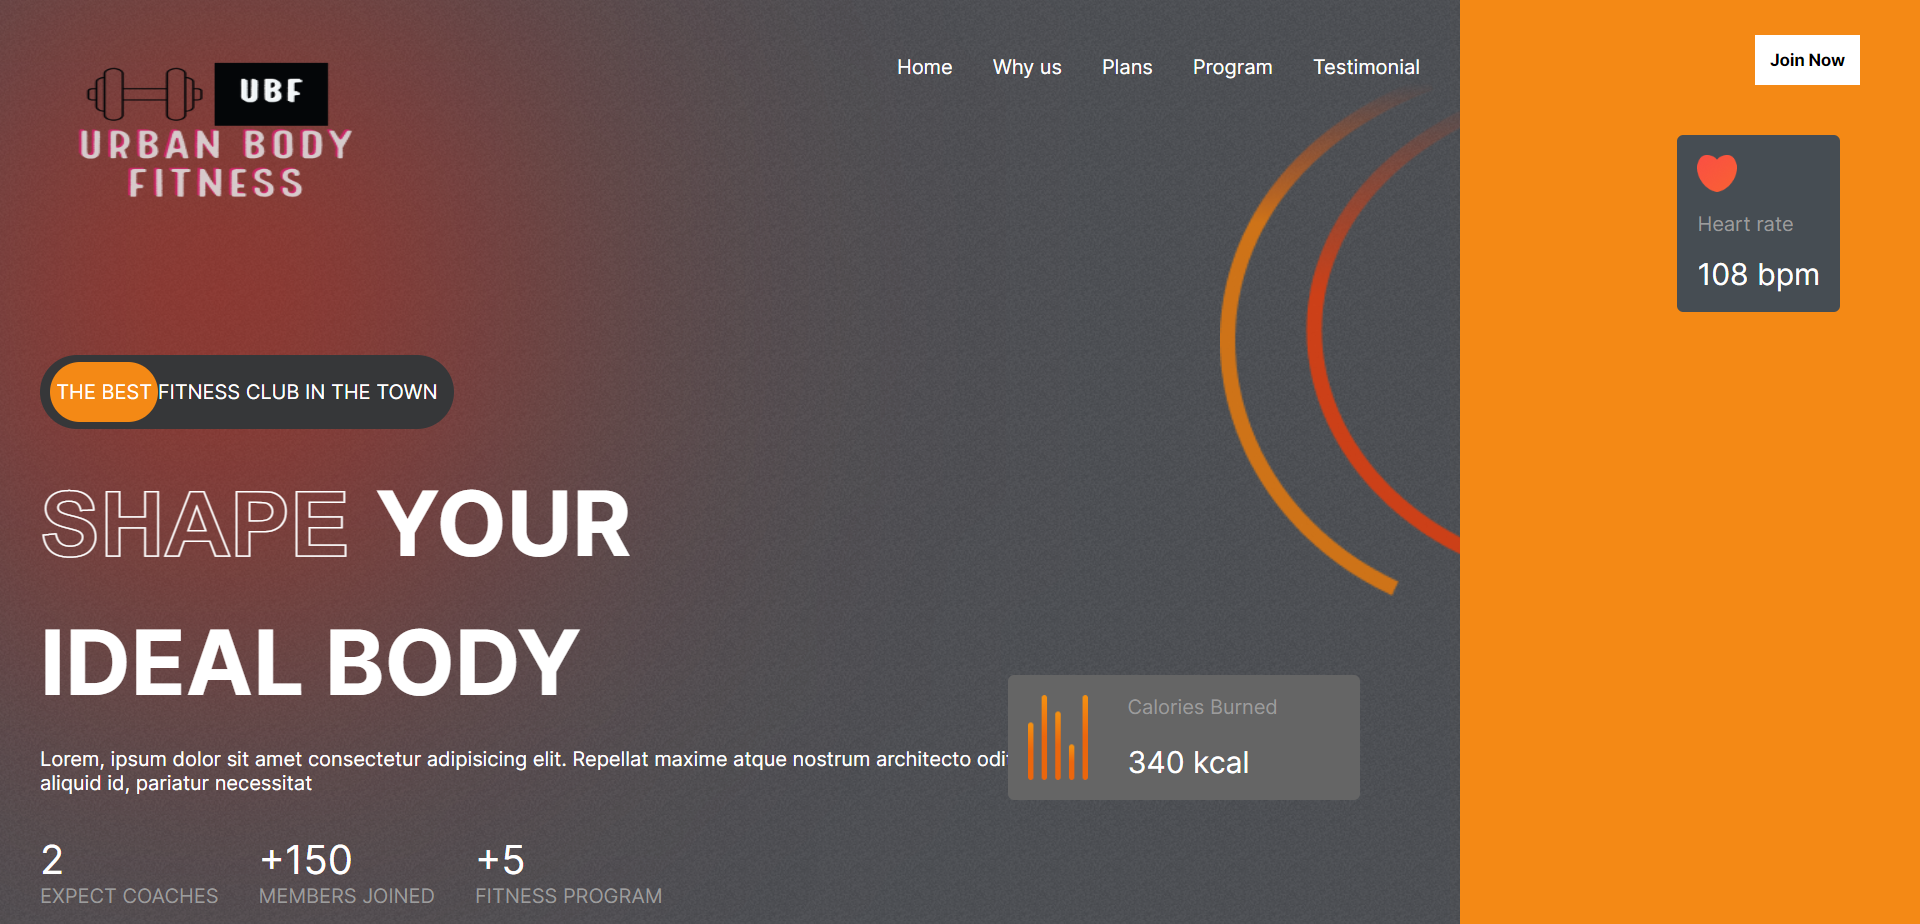 Home Why us Plans Program Testimonial
Join Now
UBF
URBAN BODY
FITNESS
Heart rate
108 bpm
THE BEST FITNESS CLUB IN THE TOWN
SHAPE YOUR
IDEAL BODY
Calories Burned
340 kcal
Lorem, ipsum dolor sit amet consectetur adipisicing elit. Repellat maxime atque nostrum architecto
aliquid id, pariatur necessitat
2 +150 +5
EXPECT COACHES MEMBERS JOINED FITNESS PROGRAM